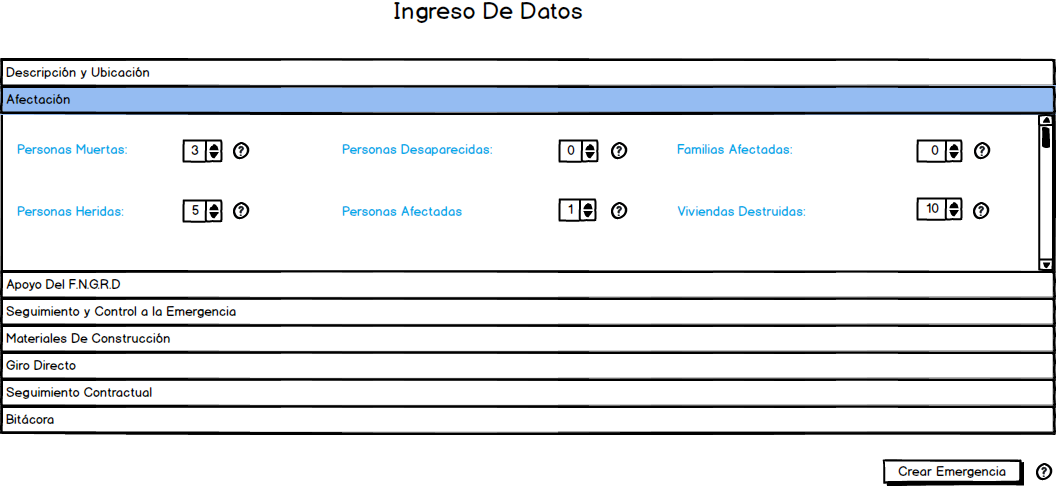 Ingreso De Datos
Descripción y Ubicación
Afectación
Personas Muertas: 3 ? Personas Desaparecidas: 0 ? Familias Afectadas: 0 ?
Personas Heridas: 5 ? Personas Afectadas 1 ? Viviendas Destruidas: 10 ?
Apoyo Del F.N.G.R.D
Seguimiento y Control a la Emergencia
Materiales De Construcción
Giro Directo
Seguimiento Contractual
Bitácora
Crear Emergencia ?